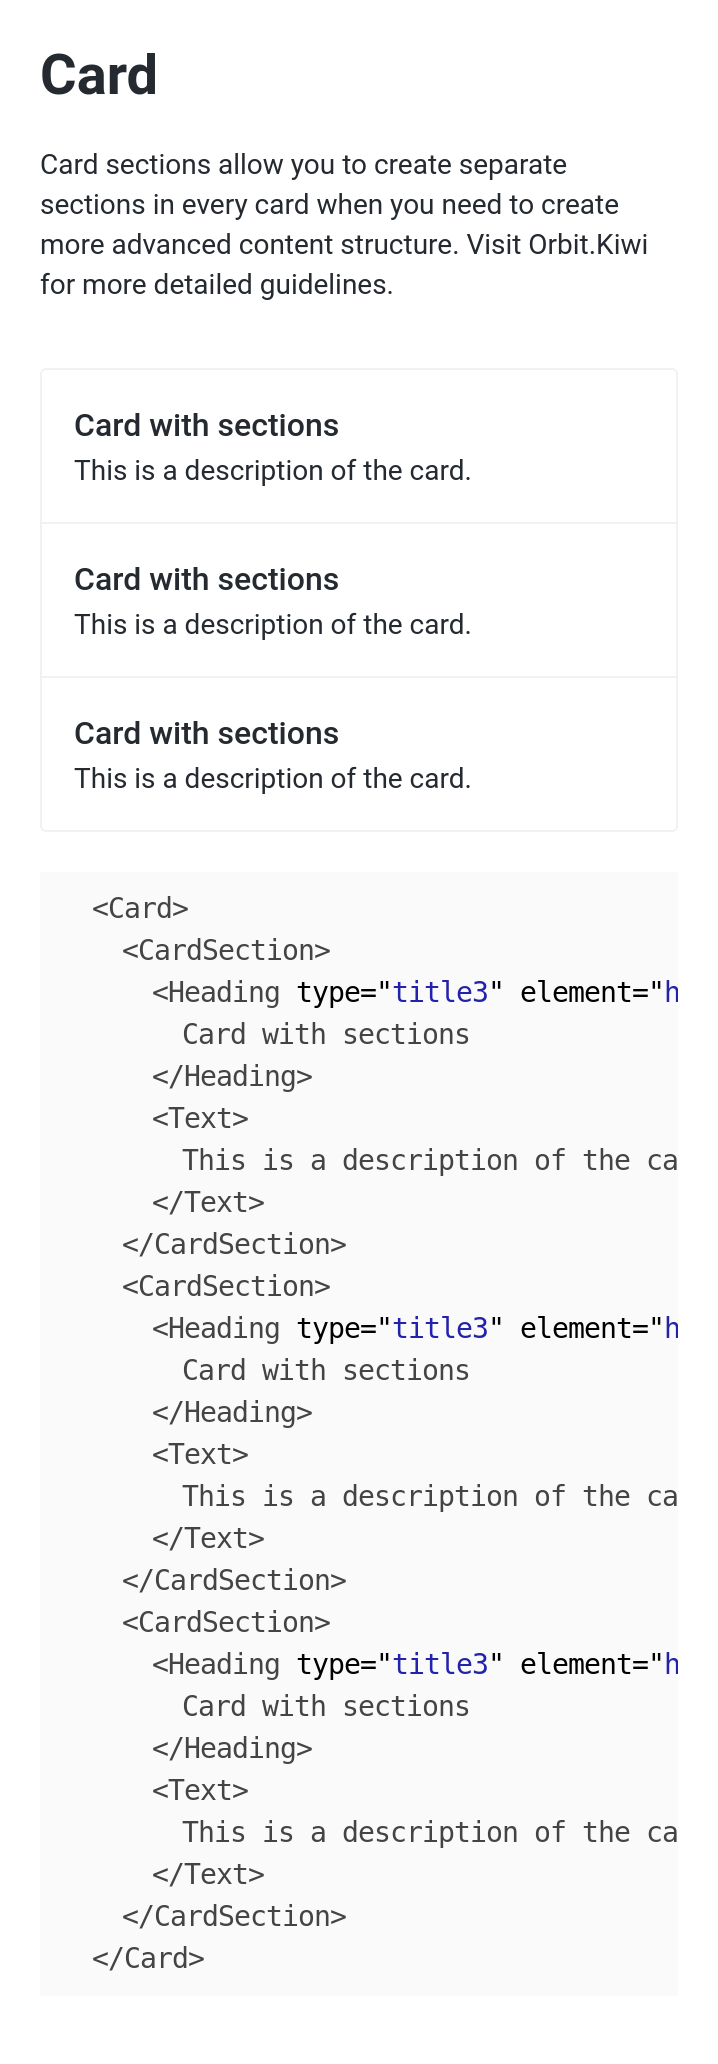 Card
Card sections allow you to create separate
sections in every card when you need to create
more advanced content structure. Visit Orbit.Kiwi
for more detailed guidelines.
Card with sections
This is a description of the card.
Card with sections
This is a description of the card.
Card with sections
This is a description of the card.
<Card>
<CardSection>
<Heading type="title3" element="h
Card with sections
</Heading>
<Text>
This is a description of the ca
</Text>
</CardSection>
<CardSection>
<Heading type="title3" element="h
Card with sections
</Heading>
<Text>
This is a description of the ca
</Text>
</CardSection>
<CardSection>
<Heading type="title3" element="h
Card with sections
</Heading>
<Text>
This is a description of the ca
</Text>
</CardSection>
</Card>